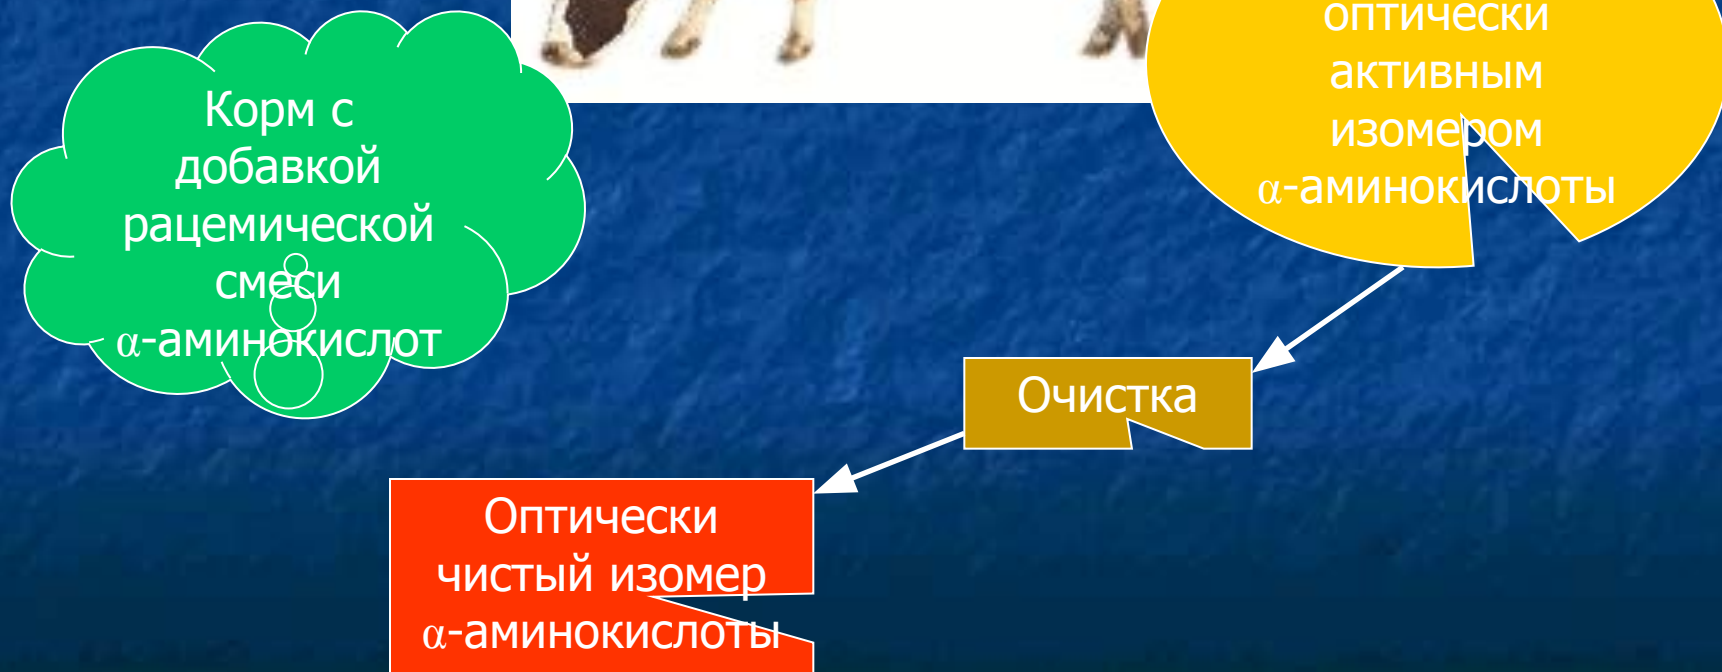 Корм с
добавкой
рацемической
смеси
α-аминокислот
оптически
активным
изомером
α-аминокислоты
Очистка
Оптически
чистый изомер
α-аминокислоты